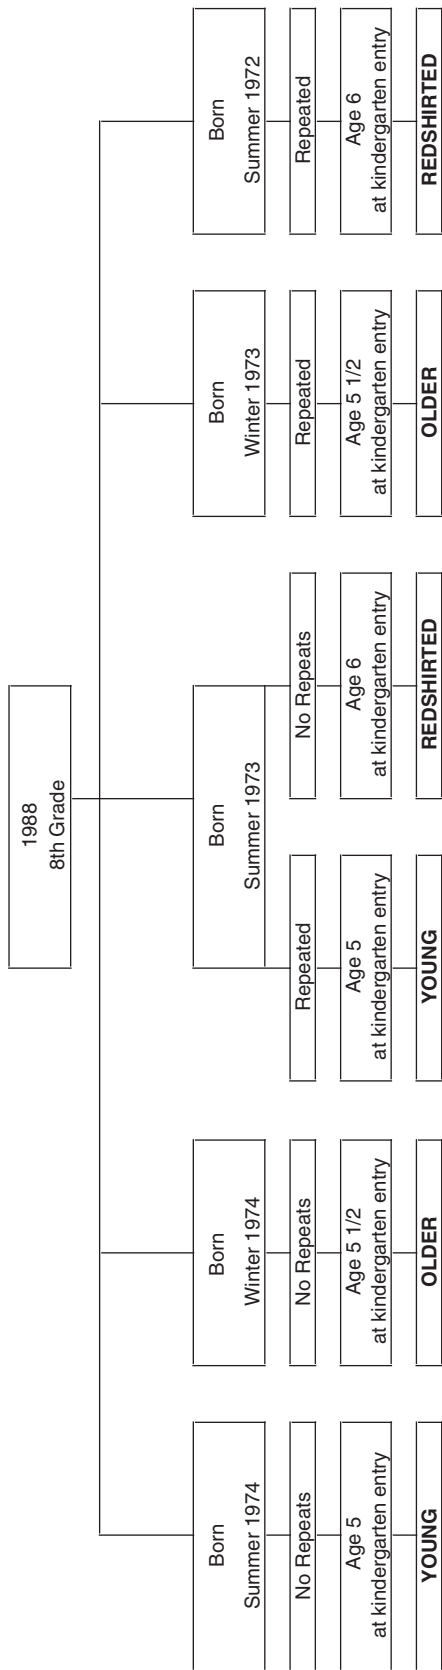 1988
8th Grade
Born
Summer 1974
No Repeats
Age 5
at kindergarten entry
YOUNG
Born
Winter 1974
No Repeats
Age 5 1/2
at kindergarten entry
OLDER
Born
Summer 1973
Repeated
Age 5
at kindergarten entry
YOUNG
No Repeats
Age 6
at kindergarten entry
REDSHIRTED
Born
Winter 1973
Repeated
Age 5 1/2
at kindergarten entry
OLDER
Born
Summer 1972
Repeated
Age 6
at kindergarten entry
REDSHIRTED